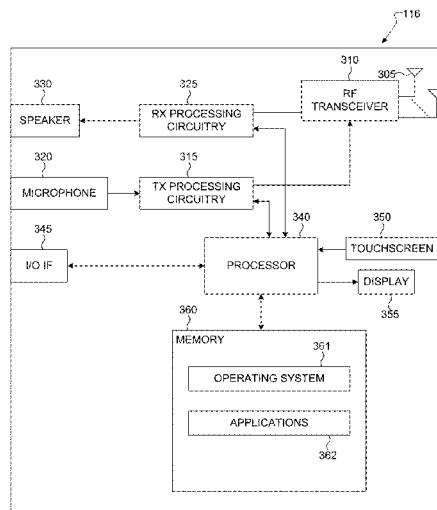 116
310
305
330
325
RF
TRANSCEIVER
SPEAKER
RX PROCESSING
CIRCUITRY
320
315
MICROPHONE
TX PROCESSING
CIRCUITRY
345
340
350
I/O IF
PROCESSOR
TOUCHSCREEN
DISPLAY
355
360
MEMORY
361
OPERATING SYSTEM
APPLICATIONS
362